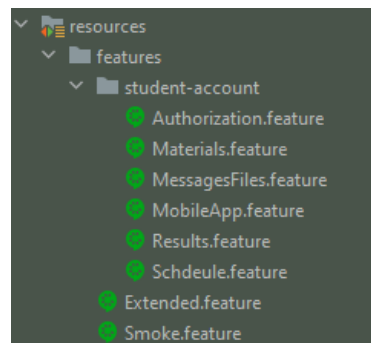 resources
features
student-account
Authorization.feature
Materials.feature
MessagesFiles.feature
MobileApp.feature
Results.feature
Schdeule.feature
Extended.feature
Smoke.feature